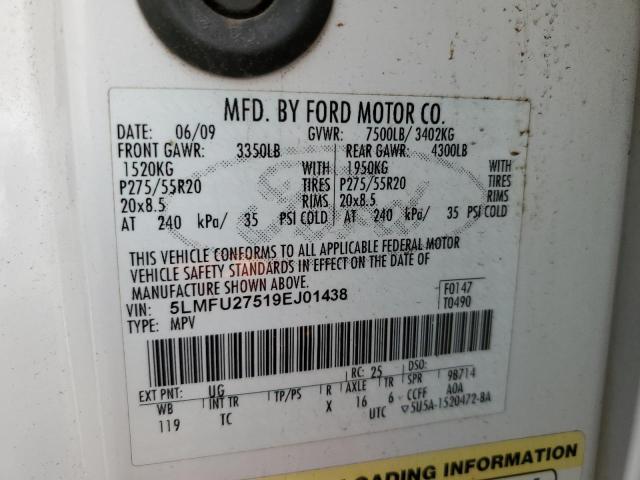 MFD. BY FORD MOTOR CO.
DATE: 06/09 GVWR: 7500LB/ 3402KG
FRONT GAWR: 3350LB REAR GAWR: 4300LB
1520KG WITH 1950KG WITH
P275/55R20 TIRES P275/55R20 TIRES
20x8.5 RIMS 20x8.5 RIMS
AT 240 kPa/ 35 PSI COLD AT 240 kPa/ 35 PSI COLD
THIS VEHICLE CONFORMS TO ALL APPLICABLE FEDERAL MOTOR
VEHICLE SAFETY STANDARDS IN EFFECT ON THE DATE OF
MANUFACTURE SHOWN ABOVE.
VIN: 5LMFU27519EJ01438
F0147
TYPE: MPV
T0490
RC: 25 DSO:
EXT PNT: UG 98714
WB INT TR TP/PS R AXLE TR SPR CCFF A0A
119 TC X 16 6 UTC ▽5U5A-1520472-BA
LOADING INFORMATION